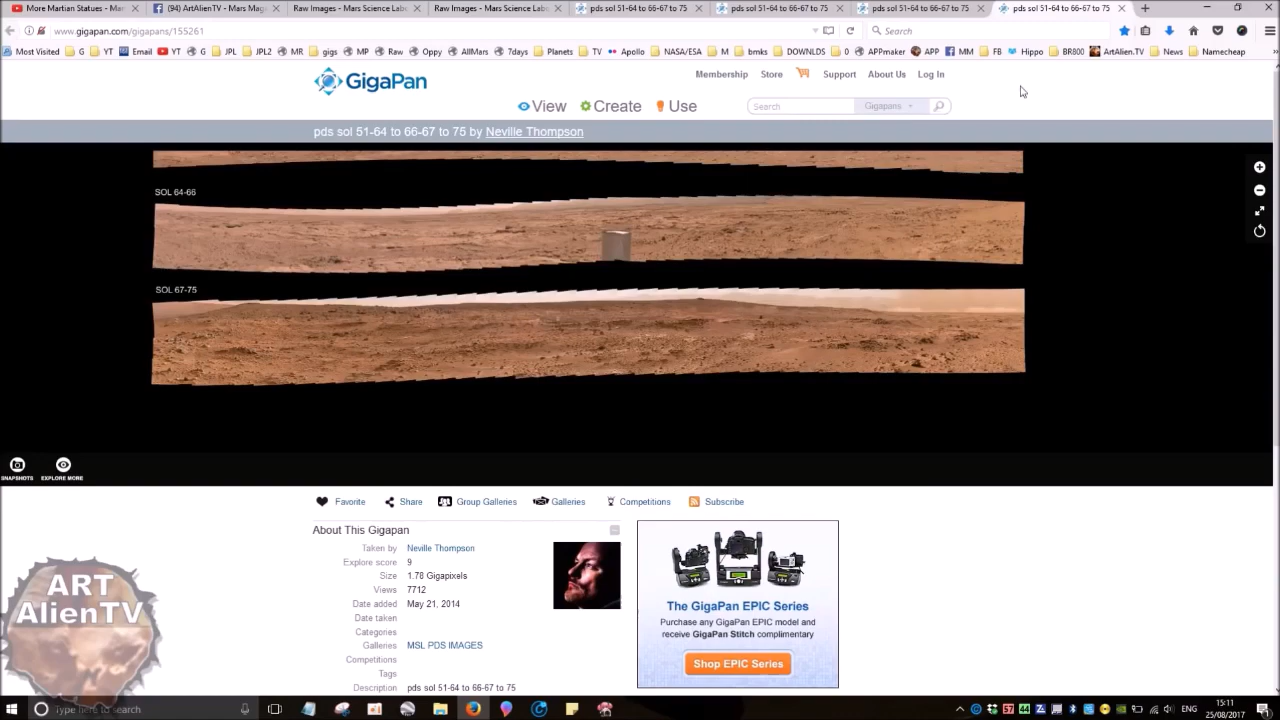 More Martian Statues - Mar
(94) ArtAlienTV - Mars Mag
Raw Images - Mars Science Lab
Raw Images - Mars Science Lab
pds sol 51-64 to 66-67 to 75
pds sol 51-64 to 66-67 to 75
pds sol 51-64 to 66-67 to 75
pds sol 51-64 to 66-67 to 75
www.gigapan.com/gigapans/155261
Search
Most Visited G YT Email YT G JPL JPL2 MR gigs MP Raw Oppy AllMars 7days Planets TV Apollo NASA/ESA M bmks DOWNLDS 0 APPmaker APP MM FB Hippo BR800 ArtAlien.TV News Namecheap
GigaPan
Membership Store Support About Us Log In
View Create Use
Search Gigapans
pds sol 51-64 to 66-67 to 75 by Neville Thompson
SOL 64-66
SOL 67-75
SNAPSHOTS EXPLORE MORE
Favorite Share Group Galleries Galleries Competitions Subscribe
About This Gigapan
Taken by Neville Thompson
Explore score 9
Size 1.78 Gigapixels
Views 7712
Date added May 21, 2014
Date taken
Categories
Galleries MSL PDS IMAGES
Competitions
Tags
Description pds sol 51-64 to 66-67 to 75
The GigaPan EPIC Series
Purchase any GigaPan EPIC model and
receive GigaPan Stitch complimentary
Shop EPIC Series
ART
AlienTV
Type here to search
57
44
ENG
15:11
25/08/2017